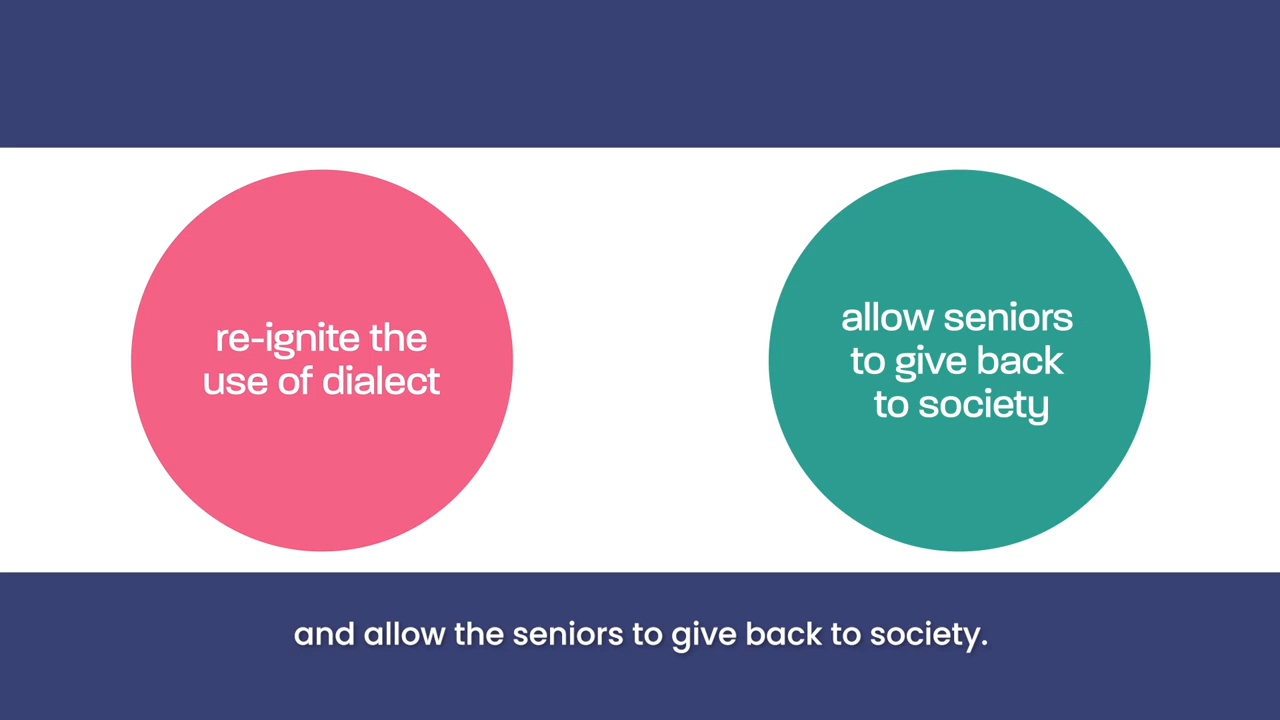 re-ignite the
use of dialect
allow seniors
to give back
to society
and allow the seniors to give back to society.